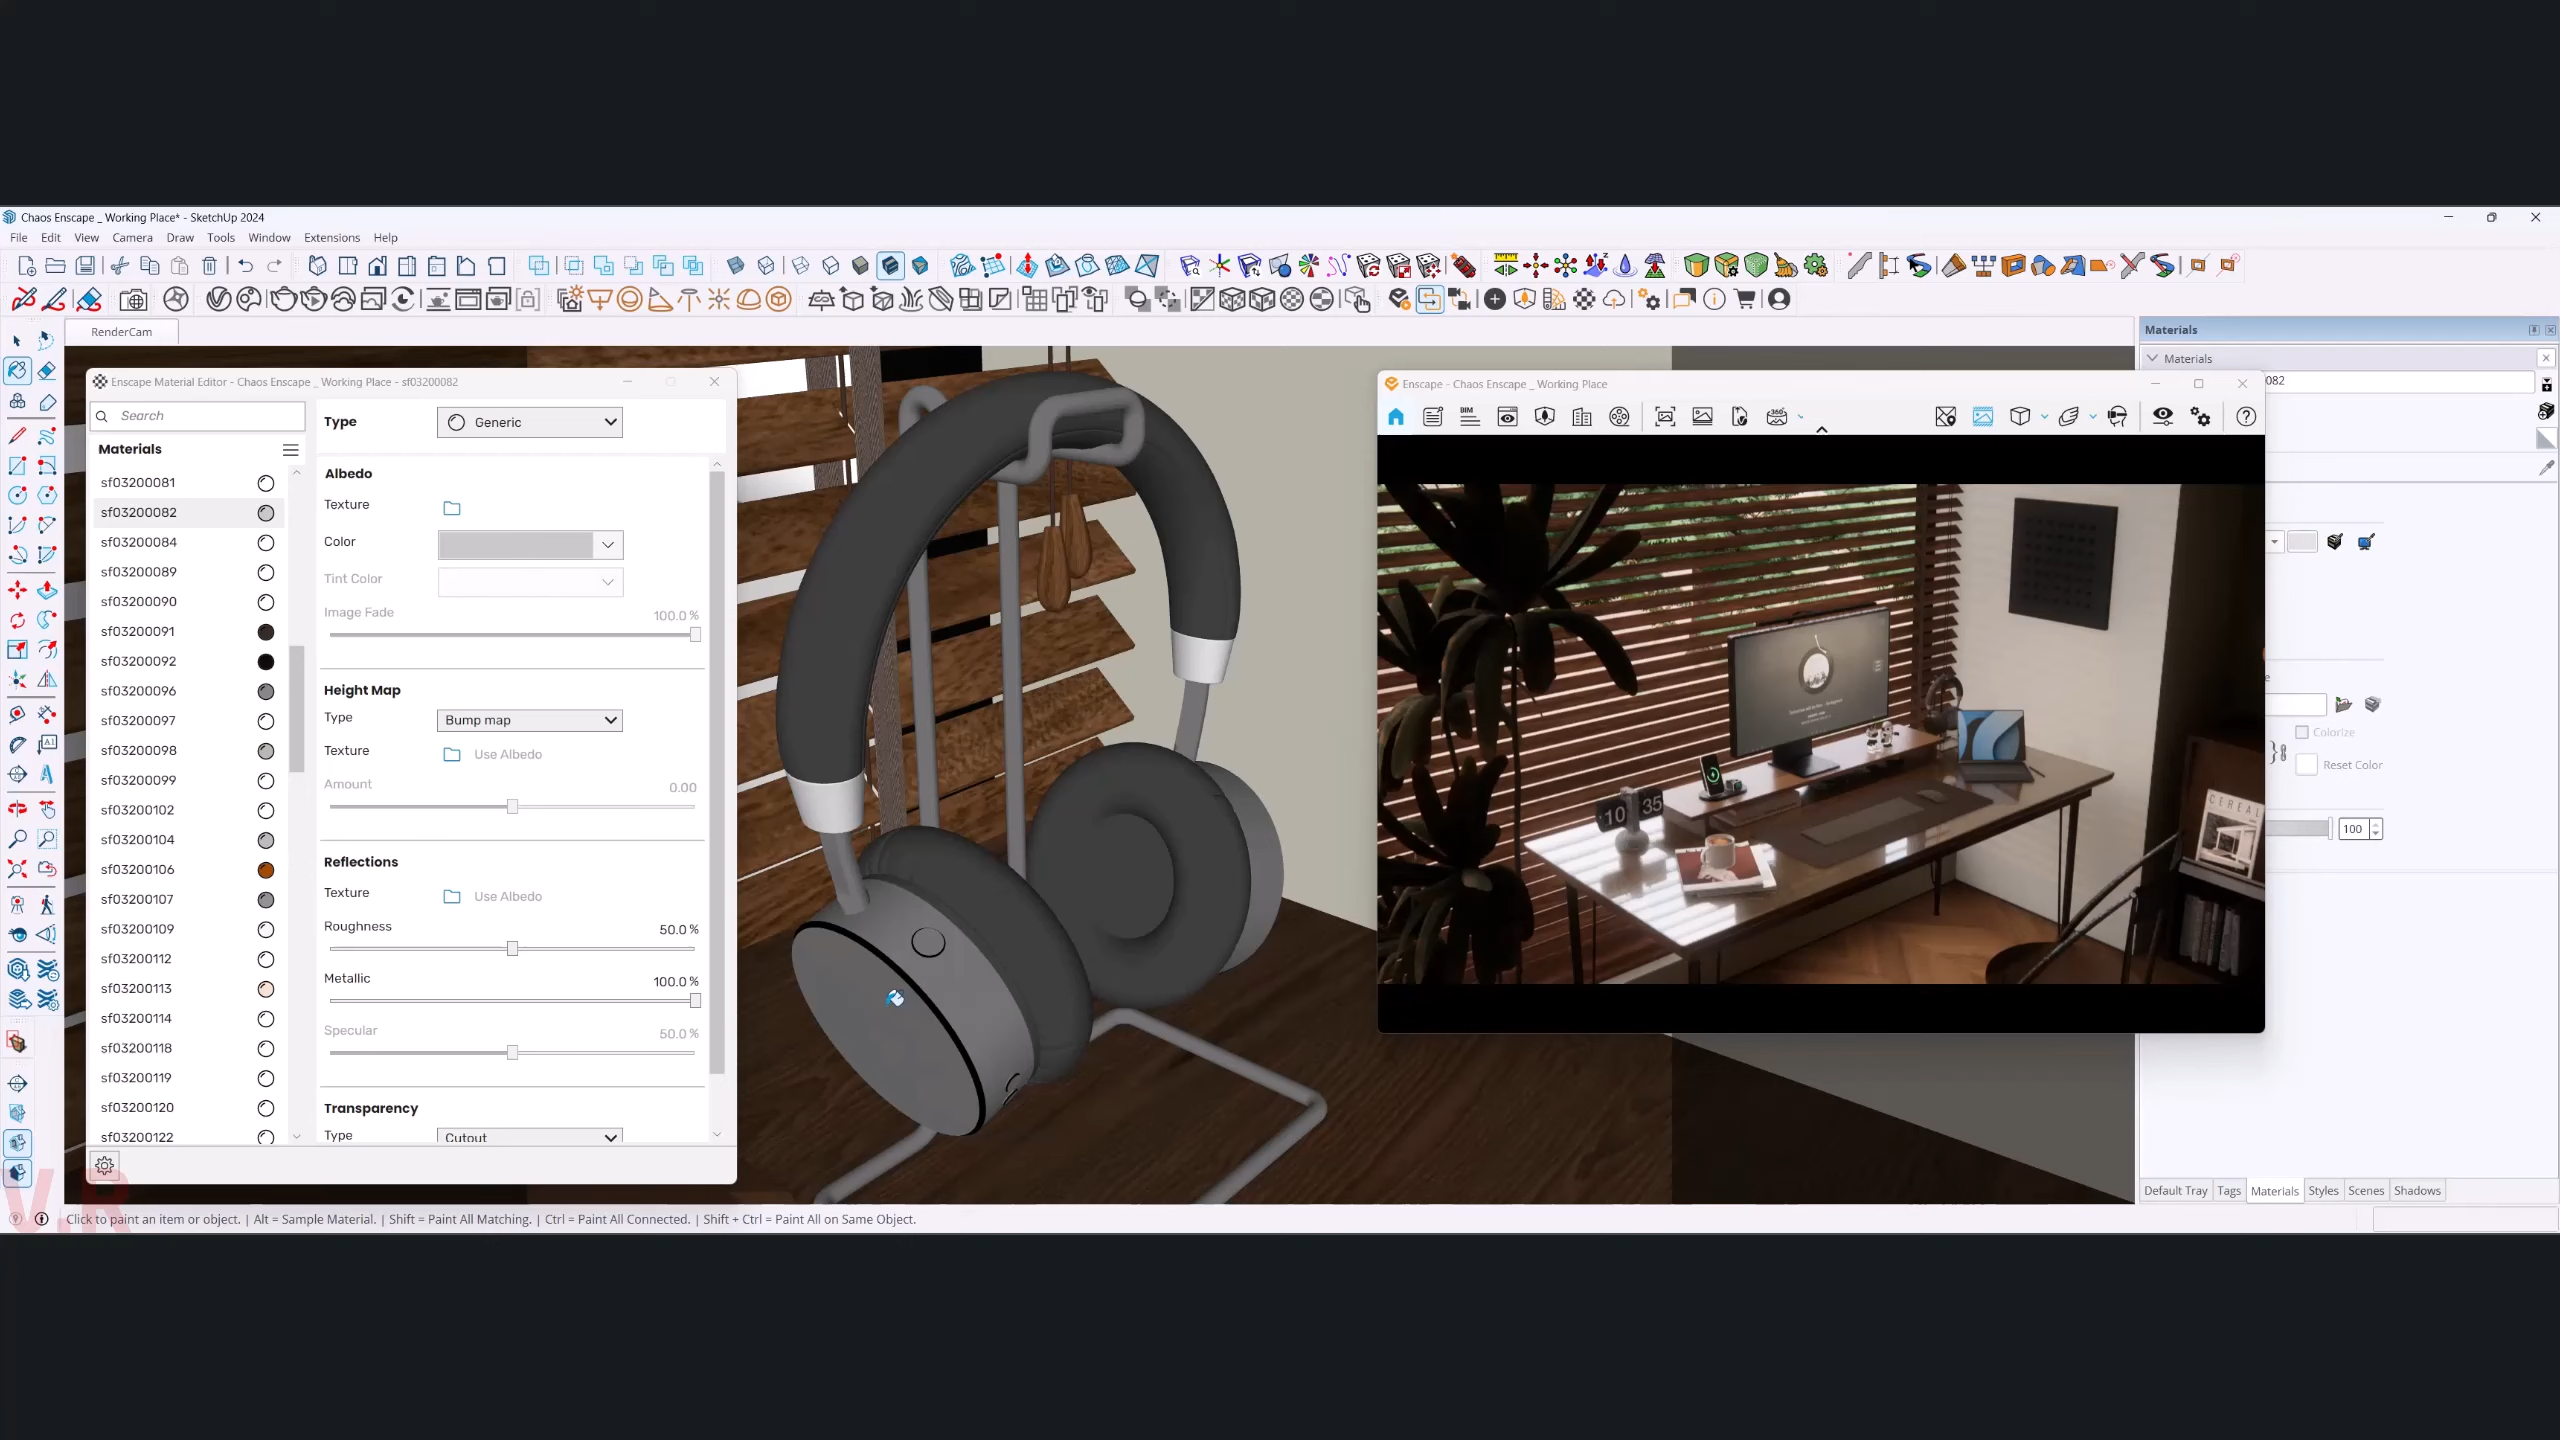 Chaos Enscape _ Working Place* - SketchUp 2024
File Edit View Camera Draw Tools Window Extensions Help
RenderCam
Enscape Material Editor - Chaos Enscape _ Working Place - sf03200082
Search
Materials
sf03200081
sf03200082
sf03200084
sf03200089
sf03200090
sf03200091
sf03200092
sf03200096
sf03200097
sf03200098
sf03200099
sf03200102
sf03200104
sf03200106
sf03200107
sf03200109
sf03200112
sf03200113
sf03200114
sf03200118
sf03200119
sf03200120
sf03200122
Type Generic
Albedo
Texture
Color
Tint Color
Image Fade 100.0 %
Height Map
Type Bump map
Texture Use Albedo
Amount 0.00
Reflections
Texture Use Albedo
Roughness 50.0 %
Metallic 100.0 %
Specular 50.0 %
Transparency
Type Cutout
Enscape - Chaos Enscape _ Working Place
BIM
360°
10 35
CEREAL
Materials
Materials
082
Colorize
Reset Color
100
Default Tray Tags Materials Styles Scenes Shadows
V.R
Click to paint an item or object. | Alt = Sample Material. | Shift = Paint All Matching. | Ctrl = Paint All Connected. | Shift + Ctrl = Paint All on Same Object.